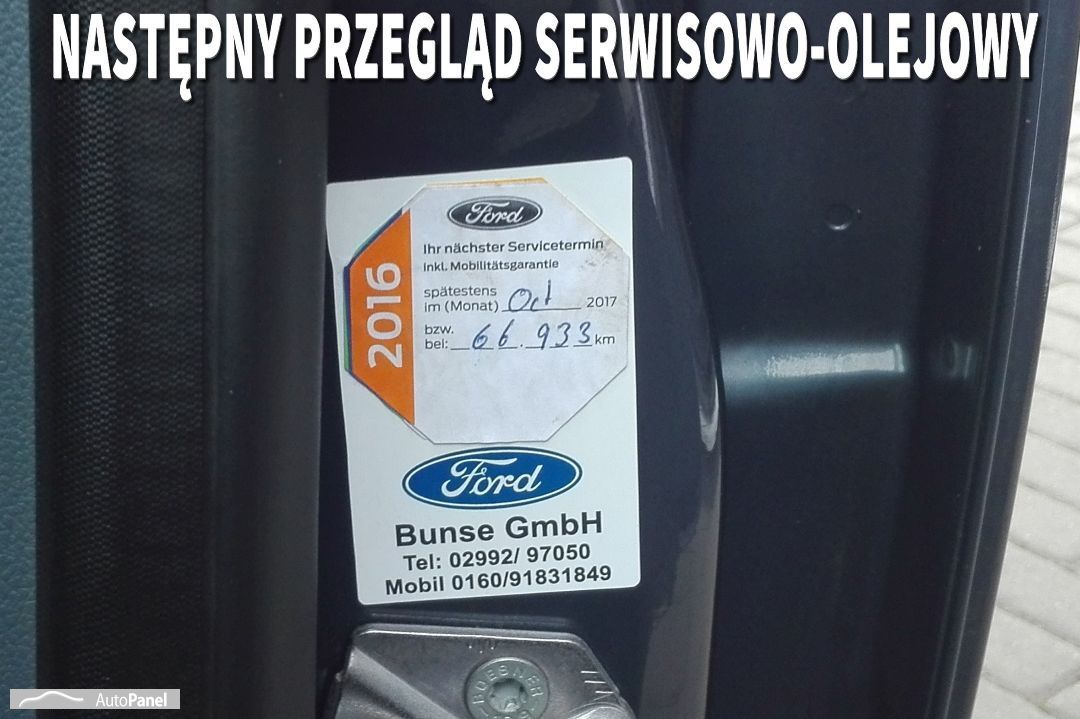 NASTĘPNY PRZEGLĄD SERWISOWO-OLEJOWY
Ford
Ihr nächster Servicetermin
inkl. Mobilitätsgarantie
2016
spätestens
im (Monat) Oct 2017
bzw.
bei: 66.933 km
Ford
Bunse GmbH
Tel: 02992/ 97050
Mobil 0160/91831849
AutoPanel